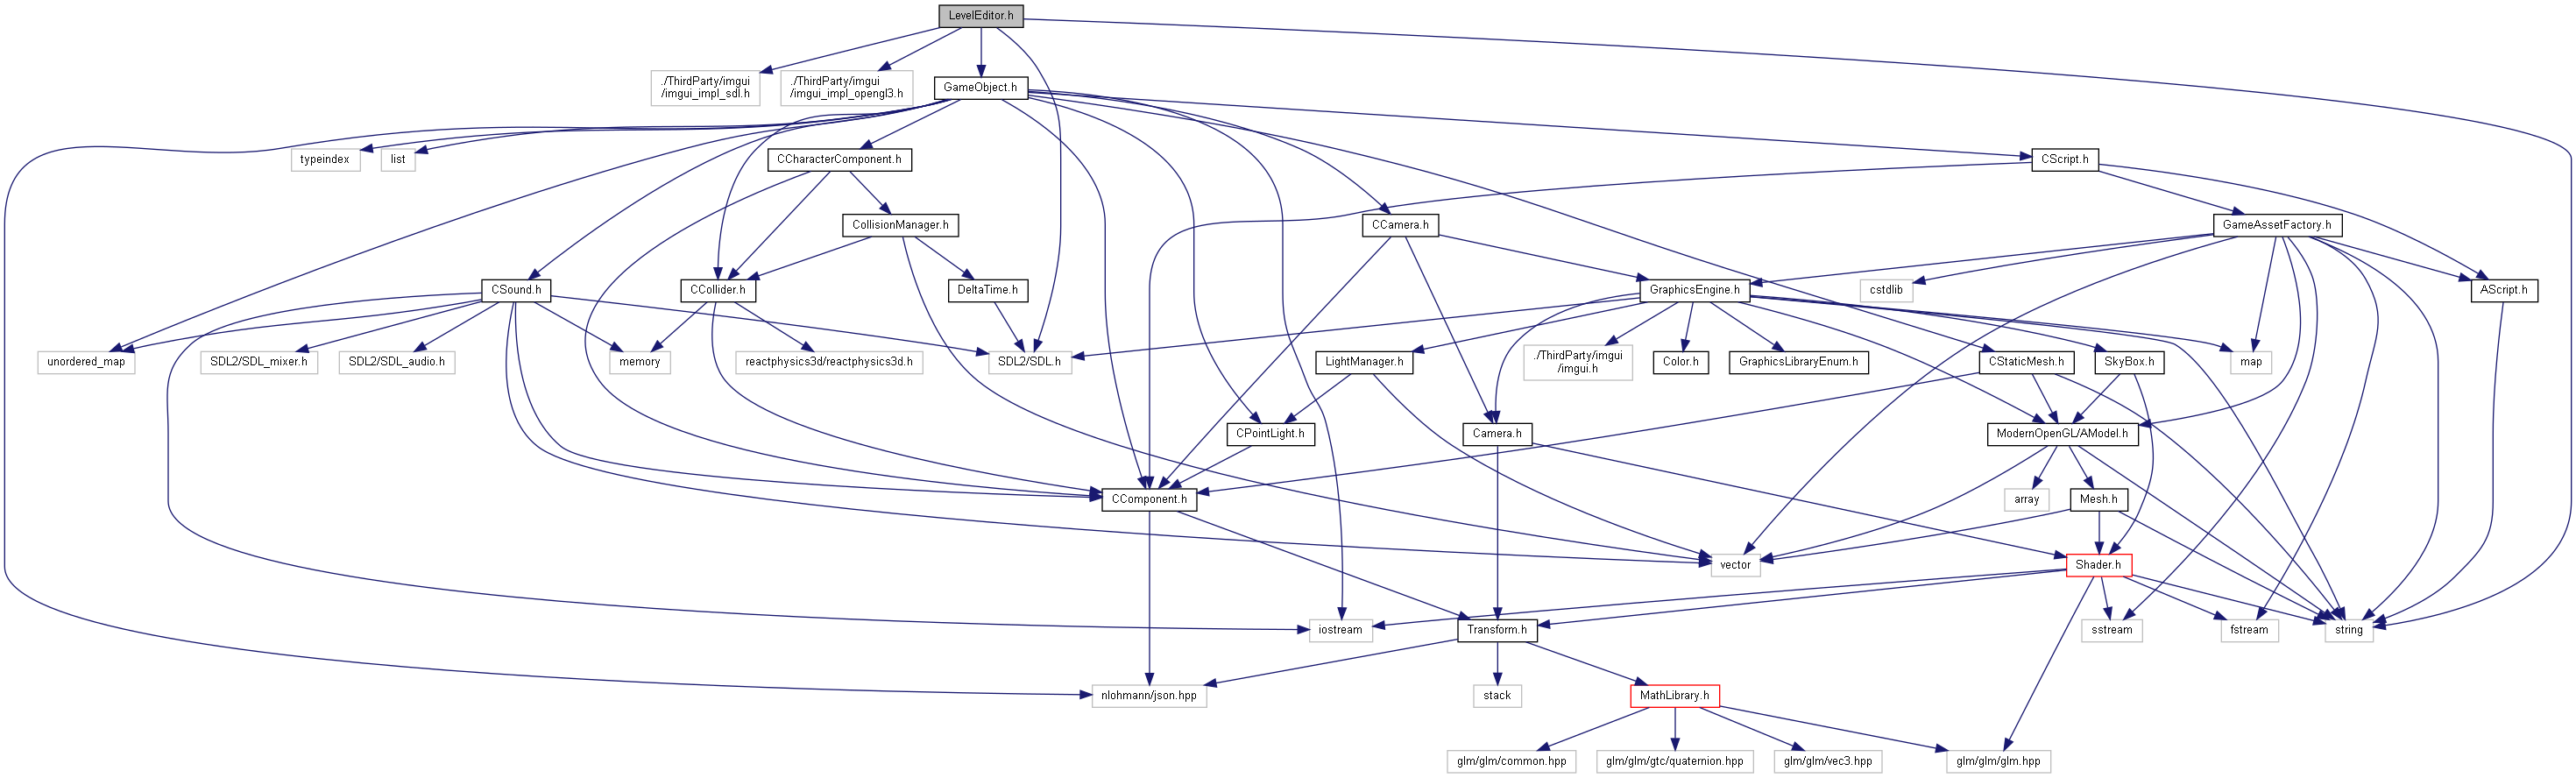 LevelEditor.h
./ThirdParty/imgui
/imgui_impl_sdl.h
./ThirdParty/imgui
/imgui_impl_opengl3.h
GameObject.h
typeindex
list
CCharacterComponent.h
CScript.h
CollisionManager.h
CCamera.h
GameAssetFactory.h
CSound.h
CCollider.h
DeltaTime.h
GraphicsEngine.h
cstdlib
AScript.h
unordered_map
SDL2/SDL_mixer.h
SDL2/SDL_audio.h
memory
reactphysics3d/reactphysics3d.h
SDL2/SDL.h
LightManager.h
./ThirdParty/imgui
/imgui.h
Color.h
GraphicsLibraryEnum.h
CStaticMesh.h
SkyBox.h
map
CPointLight.h
Camera.h
ModernOpenGL/AModel.h
CComponent.h
array
Mesh.h
vector
Shader.h
iostream
Transform.h
sstream
fstream
string
nlohmann/json.hpp
stack
MathLibrary.h
glm/glm/common.hpp
glm/glm/gtc/quaternion.hpp
glm/glm/vec3.hpp
glm/glm/glm.hpp